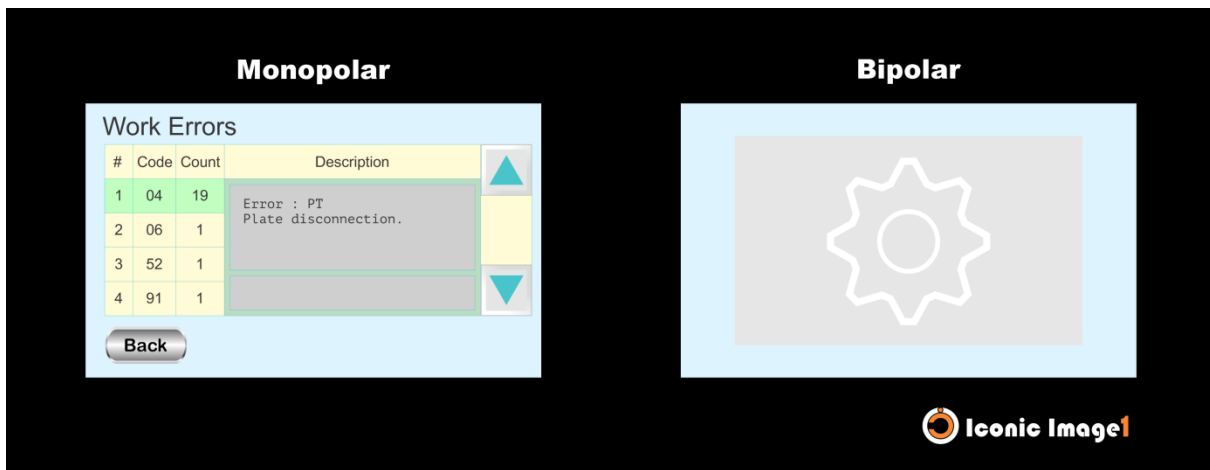 Monopolar
Bipolar
Work Errors
# Code Count Description
1 04 19
Error : PT
Plate disconnection.
2 06 1
3 52 1
4 91 1
Back
Iconic Image1